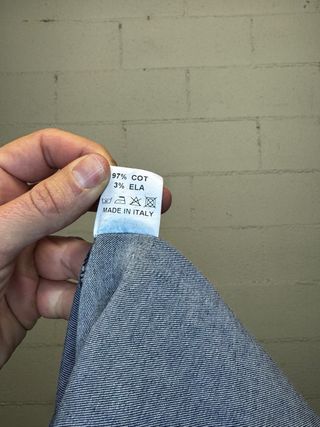 97% COT
3% ELA
MADE IN ITALY